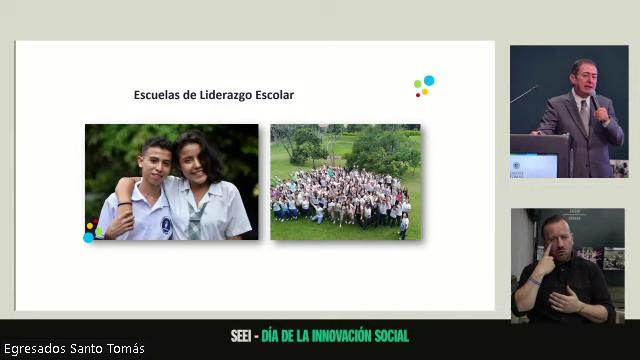 Escuelas de Liderazgo Escolar
SEEI - DÍA DE LA INNOVACIÓN SOCIAL
Egresados Santo Tomás